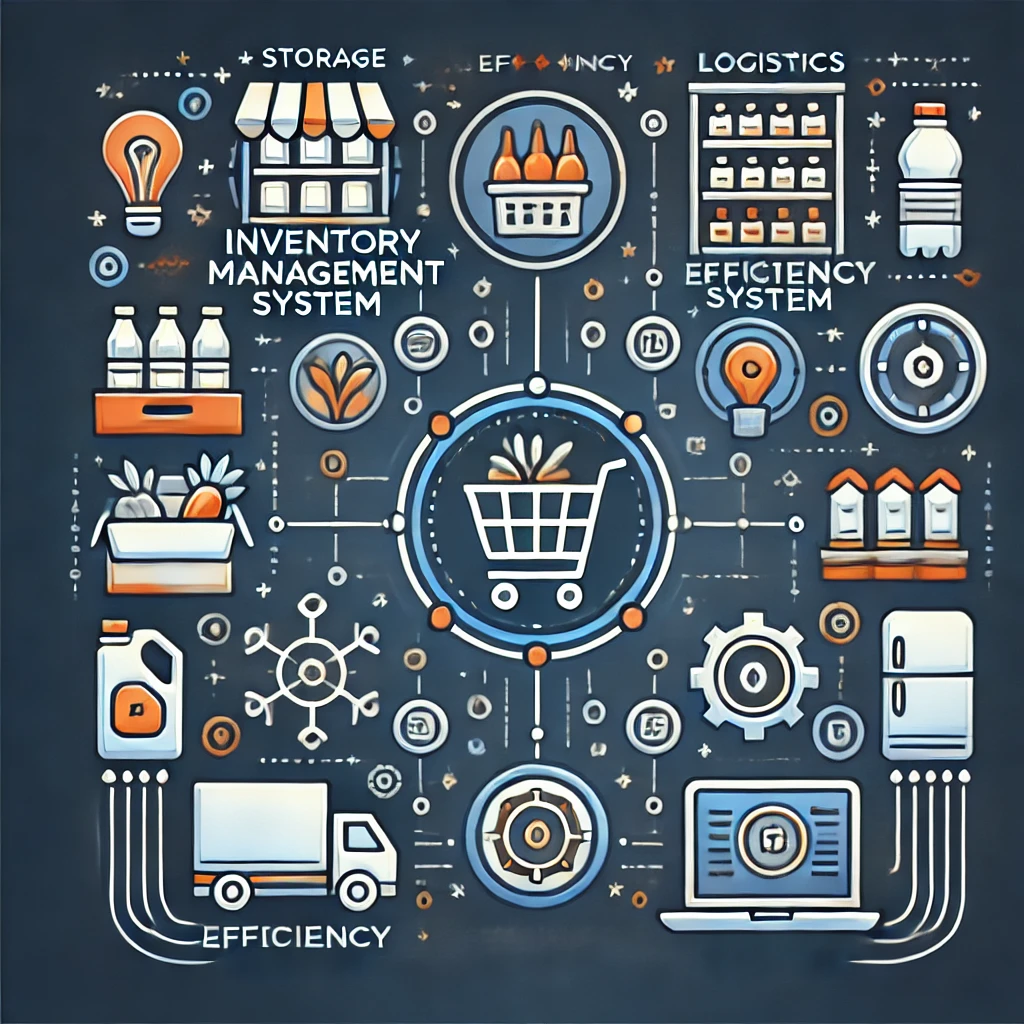 STORAGE
LOGISTICS
INVENTORY
MANAGEMENT
SYSTEM
EFFICIENCY
SYSTEM
EFFICIENCY